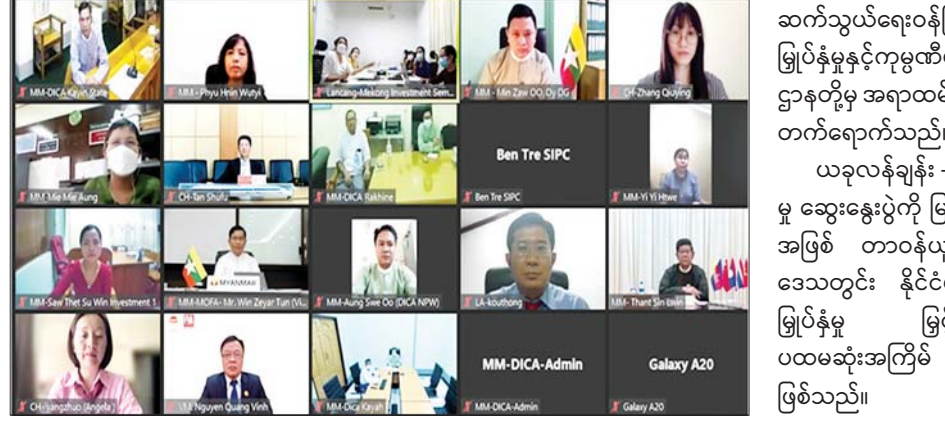 MM-DICA-Kayin State
MM - Phyu Hnin Wutyi
Lancang-Mekong Investment Sem...
MM - Min Zaw OO, Dy DG
CH-Zhang Qiuying
MM-Mie Mie Aung
CH-Tan Shufu
MM-DICA Rakhine
Ben Tre SIPC
Ben Tre SIPC
MM-Yi Yi Htwe
MM-Saw Thet Su Win Investment 1
MYANMAR
MM-MOFA- Mr. Win Zeyar Tun (Vi...
MM-Aung Swe Oo (DICA NPW)
LA-kouthong
MM- Thant Sin Lwin
CH-yangzhuo (Angela)
VM: Nguyen Quang Vinh
MM-Dica Kayah
MM-DICA-Admin
MM-DICA-Admin
Galaxy A20
Galaxy A20
ဆက်သွယ်ရေးဝန်
မြှုပ်နှံမှုနှင့်ကုမ္ပဏီ
ဌာနတို့မှ အရာထမ်
တက်ရောက်သည်
ယခုလန်ချန်း -
မှု ဆွေးနွေးပွဲကို
အဖြစ် တာဝန်ယူ
ဒေသတွင်း နိုင်ငံ
မြှုပ်နှံမှု မြှ
ပထမဆုံးအကြိမ်
ဖြစ်သည်။